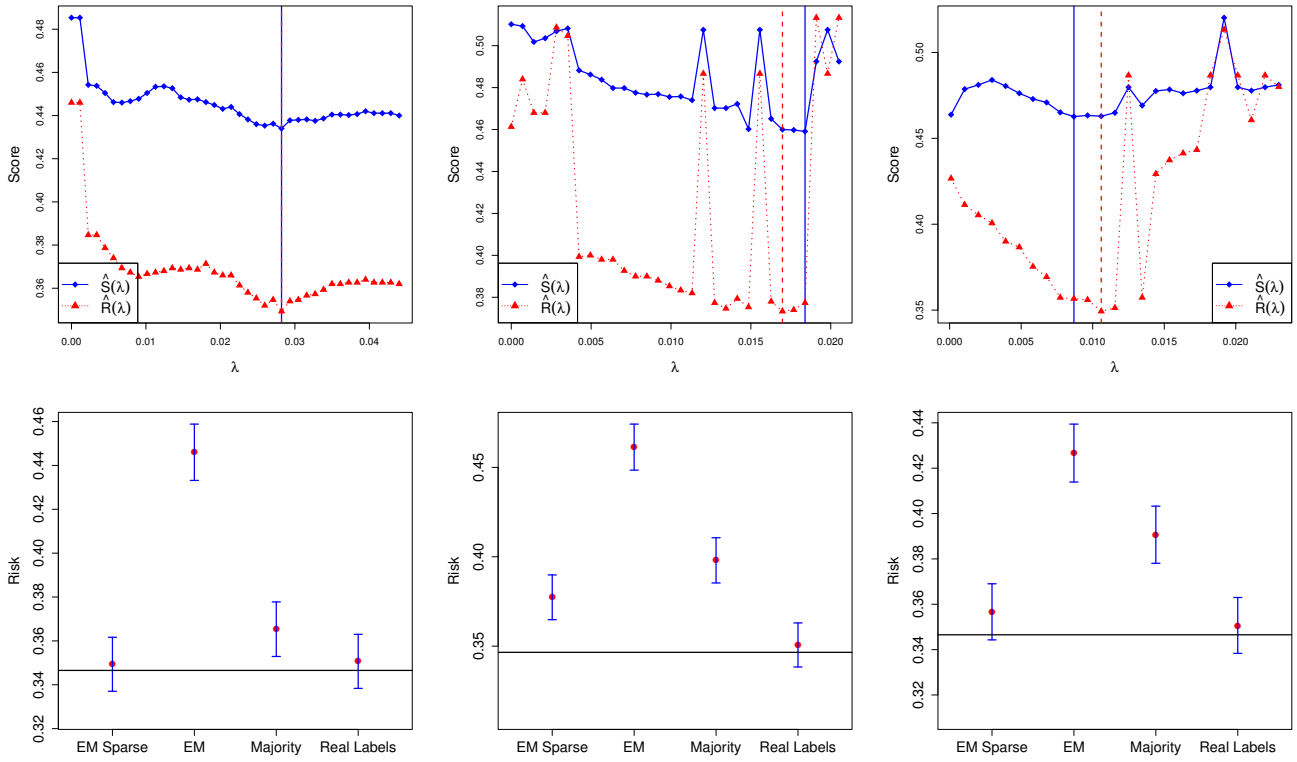 0.48
0.46
0.44
0.42
0.40
0.38
0.36
Score
Ŝ(λ)
R̂(λ)
0.00 0.01 0.02 0.03 0.04
λ
0.50
0.48
0.46
0.44
0.42
0.40
0.38
Score
Ŝ(λ)
R̂(λ)
0.000 0.005 0.010 0.015 0.020
λ
0.50
0.45
0.40
0.35
Score
Ŝ(λ)
R̂(λ)
0.000 0.005 0.010 0.015 0.020
λ
0.46
0.44
0.42
0.40
0.38
0.36
0.34
0.32
Risk
EM Sparse EM Majority Real Labels
0.45
0.40
0.35
Risk
EM Sparse EM Majority Real Labels
0.44
0.42
0.40
0.38
0.36
0.34
0.32
Risk
EM Sparse EM Majority Real Labels